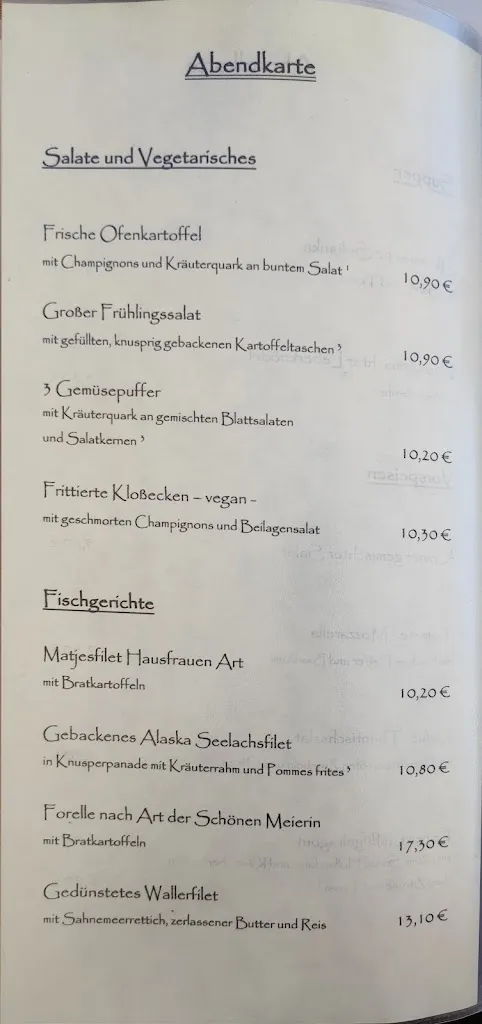 Abendkarte
Salate und Vegetarisches
Frische Ofenkartoffel
mit Champignons und Kräuterquark an buntem Salat ¹ 10,90 €
Großer Frühlingssalat
mit gefüllten, knusprig gebackenen Kartoffeltaschen ³ 10,90 €
3 Gemüsepuffer
mit Kräuterquark an gemischten Blattsalaten
und Salatkernen ³ 10,20 €
Frittierte Kloßecken – vegan -
mit geschmorten Champignons und Beilagensalat 10,30 €
Fischgerichte
Matjesfilet Hausfrauen Art
mit Bratkartoffeln 10,20 €
Gebackenes Alaska Seelachsfilet
in Knusperpanade mit Kräuterrahm und Pommes frites ³ 10,80 €
Forelle nach Art der Schönen Meierin
mit Bratkartoffeln 17,30 €
Gedünstetes Wallerfilet
mit Sahnemeerrettich, zerlassener Butter und Reis 13,10 €